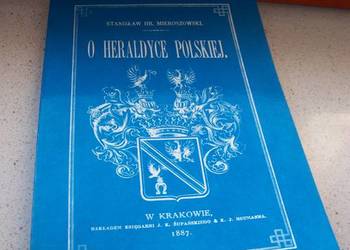 STANISŁAW HR. MIEROSZOWSKI.
O HERALDYCE POLSKIEJ.
W KRAKOWIE,
NAKŁADEM KSIĘGARNI J. K. ŻUPAŃSKIEGO & K. J. HEUMANNA.
1887.